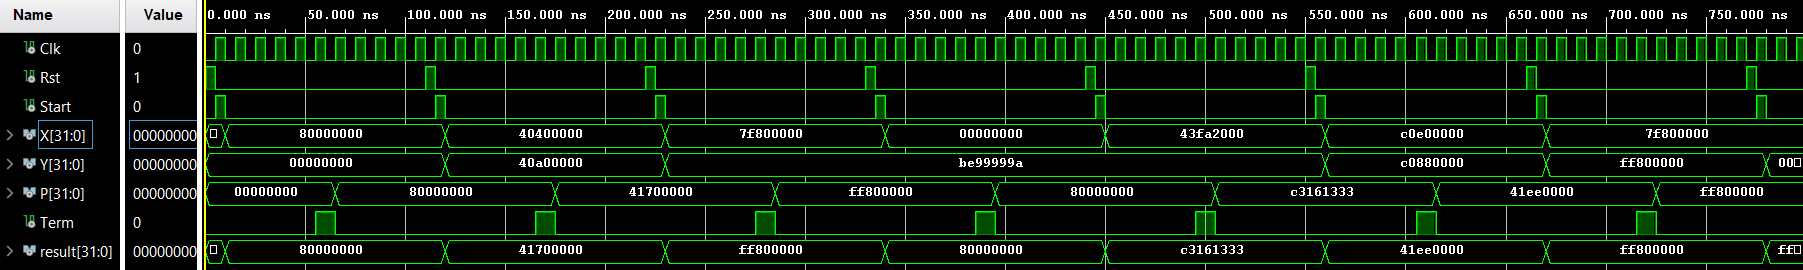 Name Value 0.000 ns 50.000 ns 100.000 ns 150.000 ns 200.000 ns 250.000 ns 300.000 ns 350.000 ns 400.000 ns 450.000 ns 500.000 ns 550.000 ns 600.000 ns 650.000 ns 700.000 ns 750.000 ns
Clk 0
Rst 1
Start 0
X[31:0] 00000000 80000000 40400000 7f800000 00000000 43fa2000 c0e00000 7f800000
Y[31:0] 00000000 00000000 40a00000 be99999a c0880000 ff800000 00
P[31:0] 00000000 00000000 80000000 41700000 ff800000 80000000 c3161333 41ee0000 ff800000
Term 0
result[31:0] 00000000 80000000 41700000 ff800000 80000000 c3161333 41ee0000 ff800000 ff